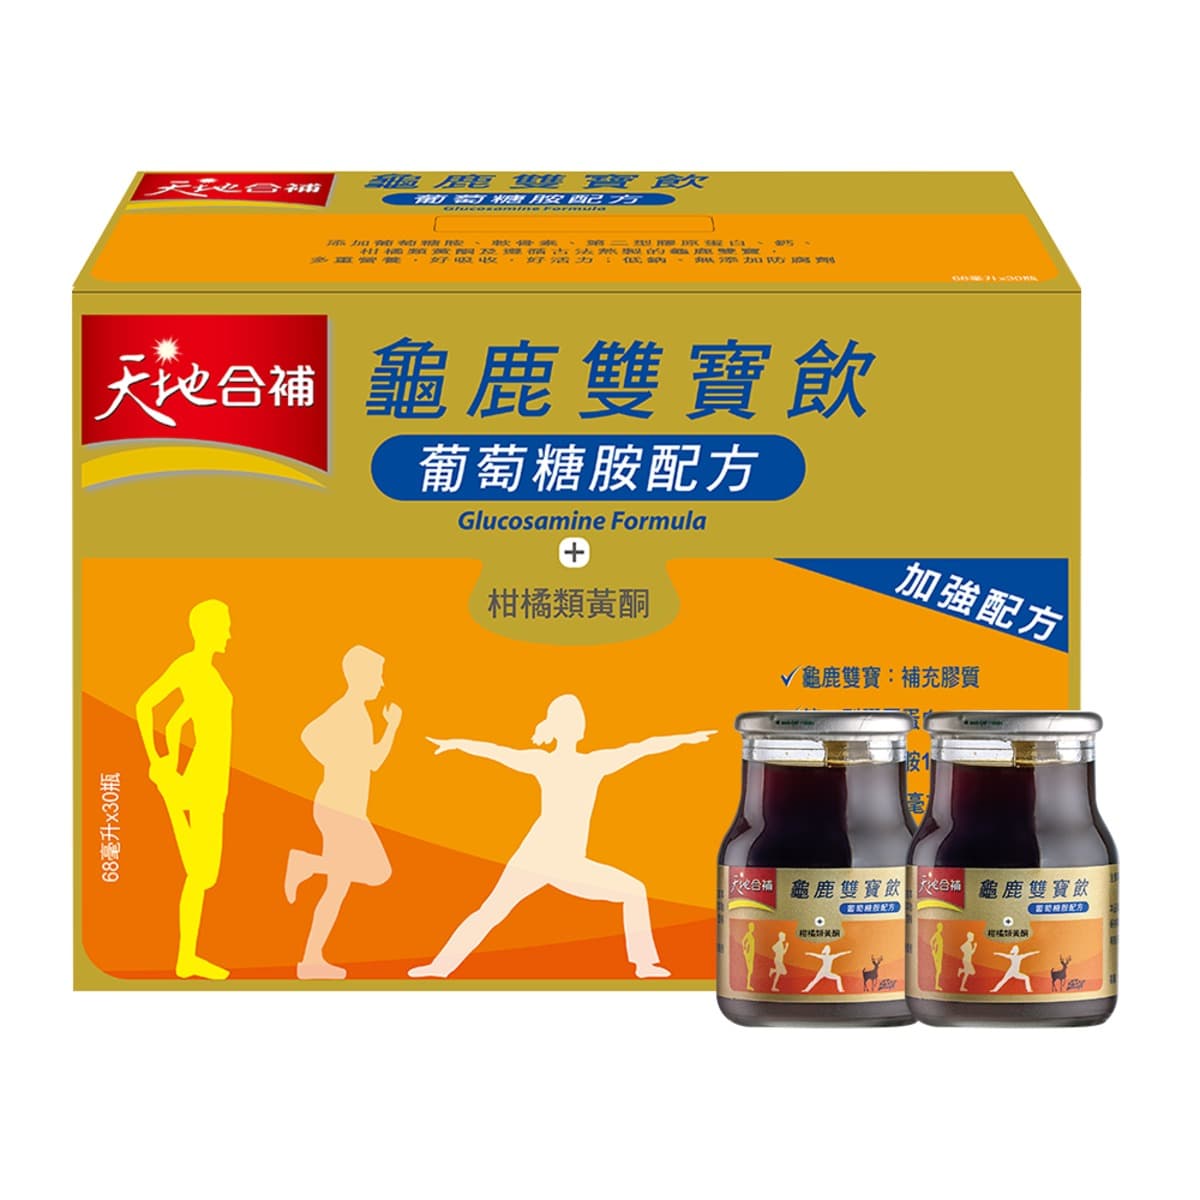 天地合補
龜鹿雙寶飲
葡萄糖胺配方
Glucosamine Formula
添加葡萄糖胺、軟骨素、第二型膠原蛋白、鈣、
柑橘類黃酮及遵循古法熬製的龜鹿雙寶，
多重營養，好吸收，好活力；低鈉、無添加防腐劑
68毫升x30瓶
天地合補
龜鹿雙寶飲
葡萄糖胺配方
Glucosamine Formula
+
柑橘類黃酮
加強配方
✓龜鹿雙寶：補充膠質
68毫升x30瓶
天地合補
龜鹿雙寶飲
葡萄糖胺配方
+
柑橘類黃酮
天地合補
龜鹿雙寶飲
葡萄糖胺配方
+
柑橘類黃酮